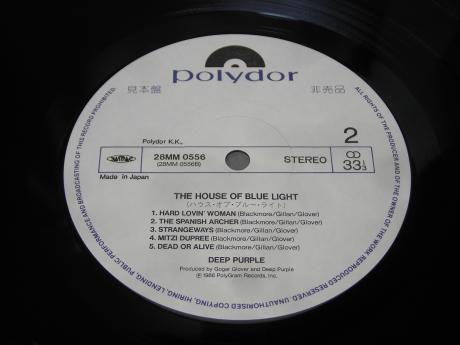 polydor
見本盤
非売品
Polydor K.K.,
2
28MM 0556
(28MM 0556B)
STEREO
33 1/3
Made in Japan
THE HOUSE OF BLUE LIGHT
(ハウス・オブ・ブルー・ライト)
1. HARD LOVIN' WOMAN (Blackmore/Gillan/Glover)
2. THE SPANISH ARCHER (Blackmore/Gillan/Glover)
3. STRANGEWAYS (Blackmore/Gillan/Glover)
4. MITZI DUPREE (Blackmore/Gillan/Glover)
5. DEAD OR ALIVE (Blackmore/Gillan/Glover)
DEEP PURPLE
Produced by Goger Glover and Deep Purple
℗ 1986 PolyGram Records, Inc.
ALL RIGHTS OF THE PRODUCER AND OF THE OWNER OF THE WORK REPRODUCED RESERVED. UNAUTHORISED COPYING, HIRING, LENDING, PUBLIC PERFORMANCE AND BROADCASTING OF THIS RECORD PROHIBITED.